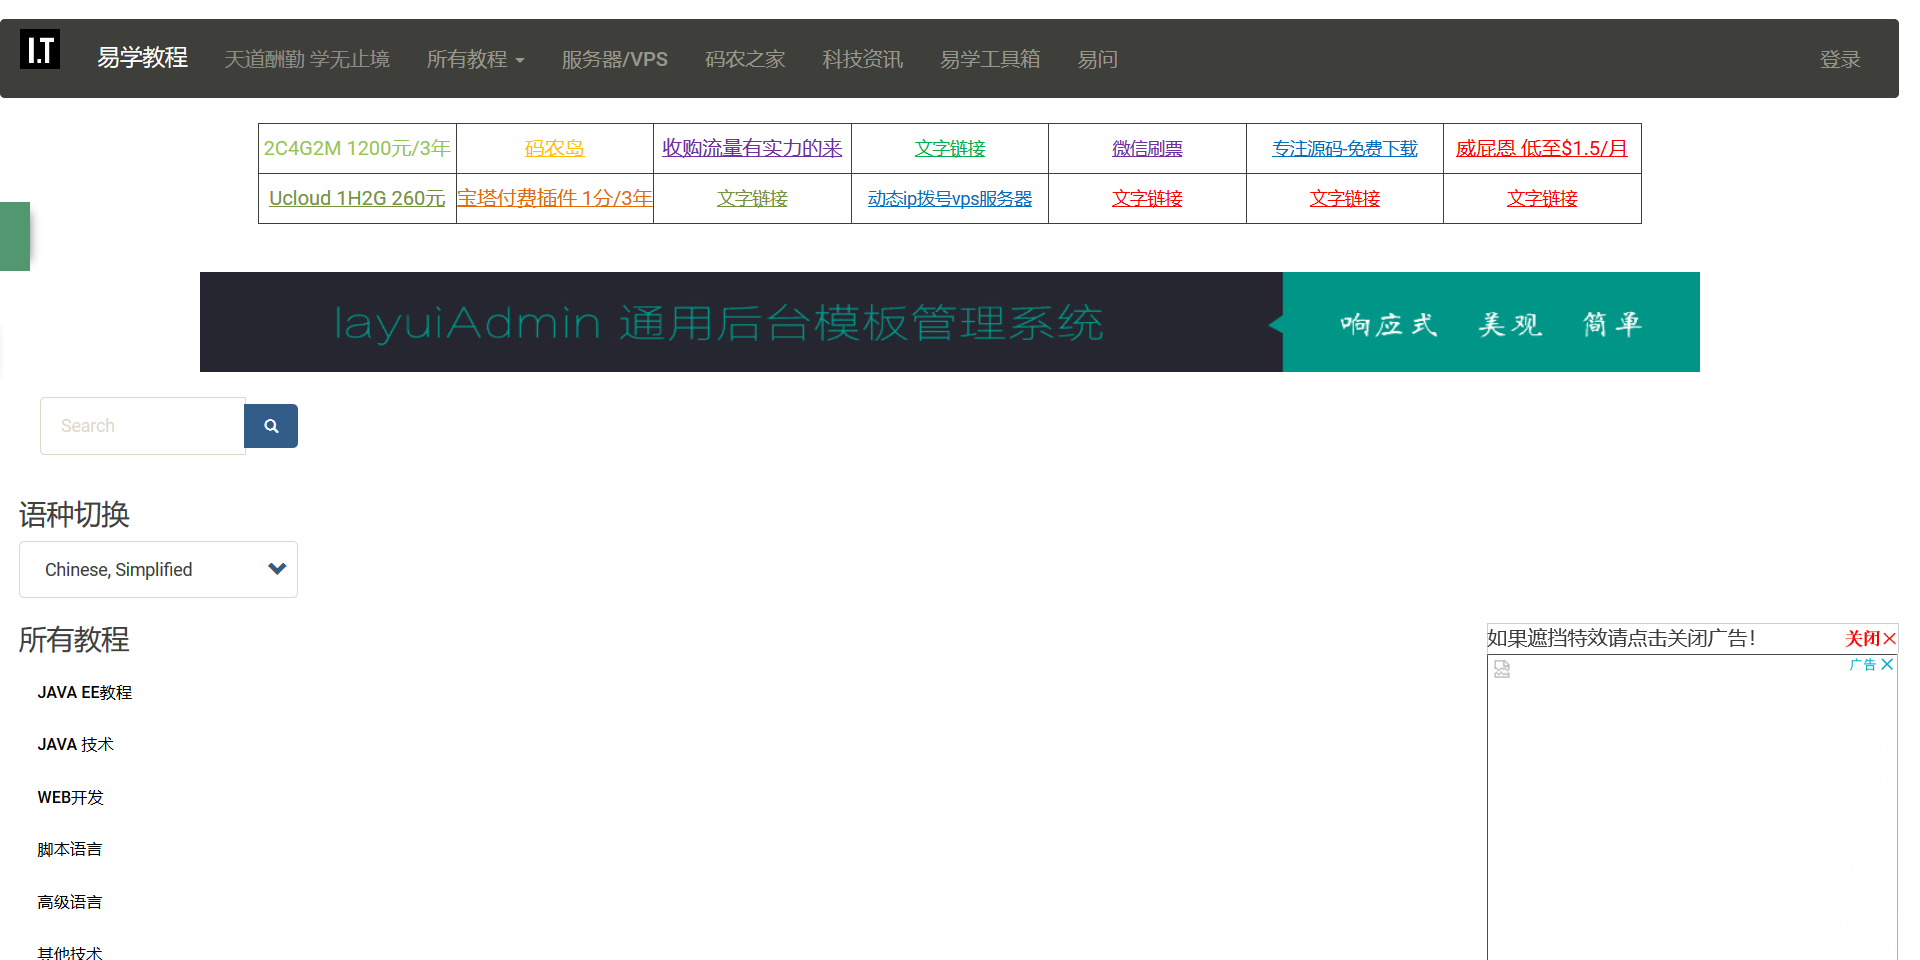 I.T 易学教程 天道酬勤 学无止境 所有教程 服务器/VPS 码农之家 科技资讯 易学工具箱 易问 登录
2C4G2M 1200元/3年 码农岛 收购流量有实力的来 文字链接 微信刷票 专注源码-免费下载 威屁恩 低至$1.5/月
Ucloud 1H2G 260元 宝塔付费插件 1分/3年 文字链接 动态ip拨号vps服务器 文字链接 文字链接 文字链接
layuiAdmin 通用后台模板管理系统 响应式 美观 简单
Search
语种切换
Chinese, Simplified
所有教程
如果遮挡特效请点击关闭广告! 关闭X
广告
JAVA EE教程
JAVA 技术
WEB开发
脚本语言
高级语言
其他技术